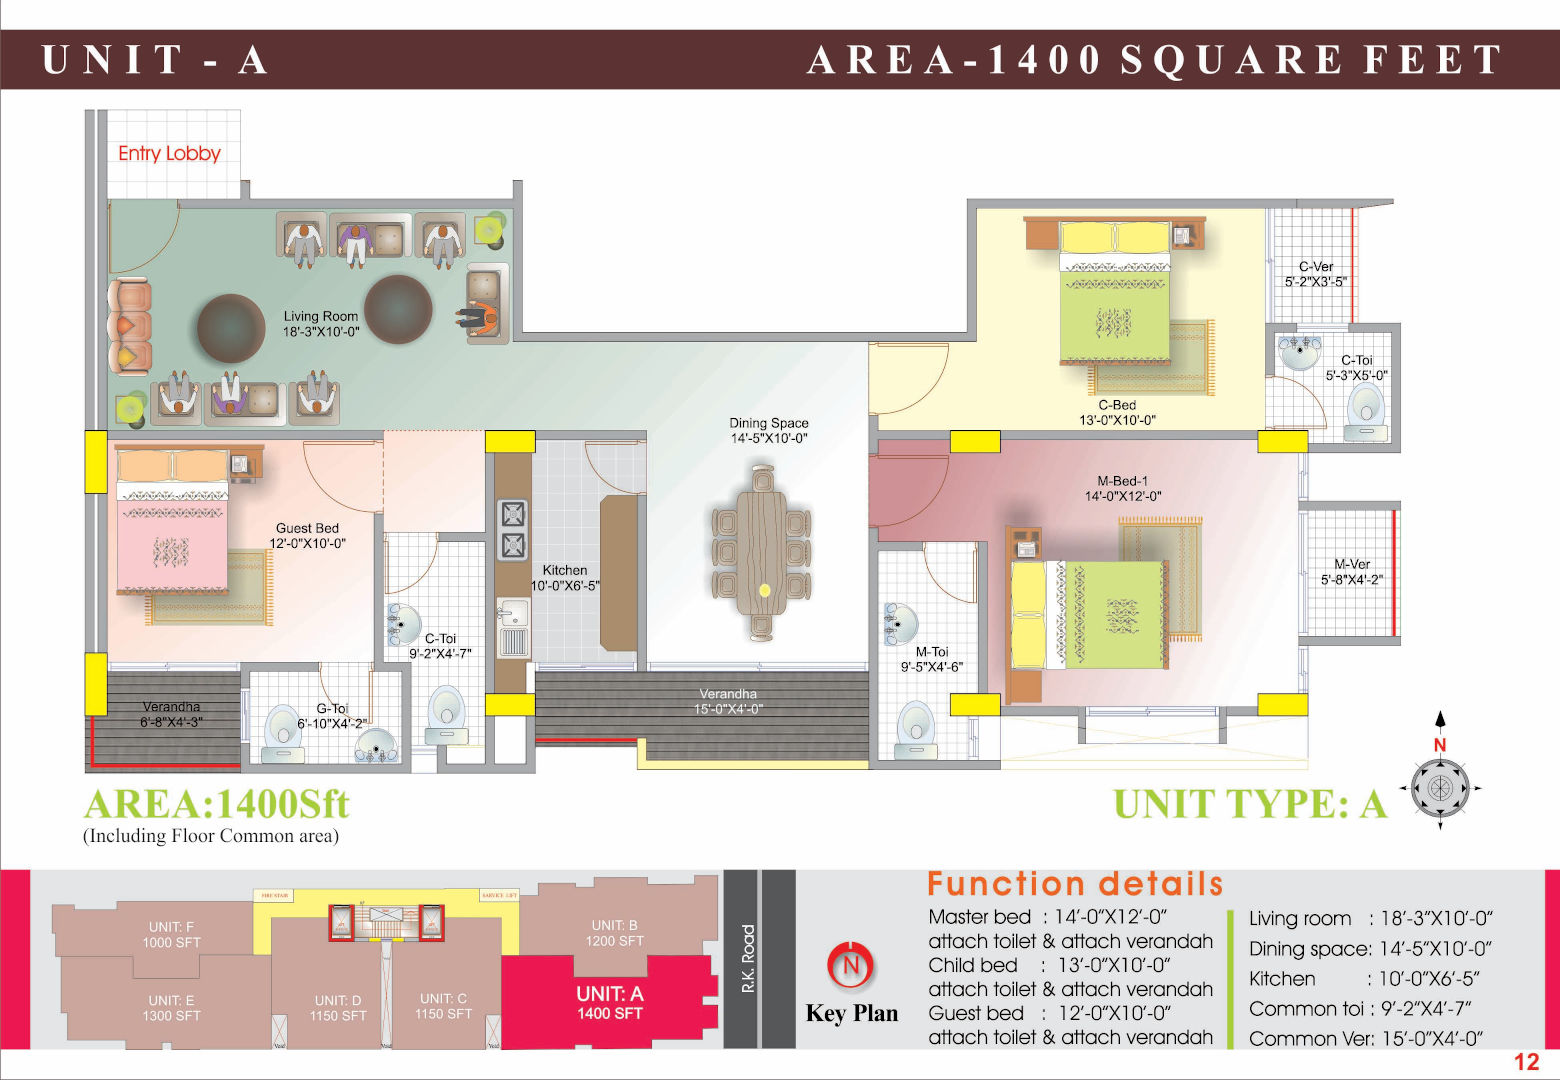 UNIT - A
AREA-1400 SQUARE FEET
Entry Lobby
Living Room
18'-3"X10'-0"
C-Ver
5'-2"X3'-5"
C-Toi
5'-3"X5'-0"
C-Bed
13'-0"X10'-0"
Dining Space
14'-5"X10'-0"
M-Bed-1
14'-0"X12'-0"
Guest Bed
12'-0"X10'-0"
Kitchen
10'-0"X6'-5"
M-Ver
5'-8"X4'-2"
C-Toi
9'-2"X4'-7"
M-Toi
9'-5"X4'-6"
Verandha
6'-8"X4'-3"
G-Toi
6'-10"X4'-2"
Verandha
15'-0"X4'-0"
N
AREA:1400Sft
(Including Floor Common area)
UNIT TYPE: A
FIRE STAIR
SARVICE LIFT
UNIT: F
1000 SFT
UNIT: B
1200 SFT
UNIT: E
1300 SFT
UNIT: D
1150 SFT
UNIT: C
1150 SFT
UNIT: A
1400 SFT
Void
Void
Void
R.K. Road
N
Key Plan
Function details
Master bed : 14'-0"X12'-0"
attach toilet & attach verandah
Child bed : 13'-0"X10'-0"
attach toilet & attach verandah
Guest bed : 12'-0"X10'-0"
attach toilet & attach verandah
Living room : 18'-3"X10'-0"
Dining space: 14'-5"X10'-0"
Kitchen : 10'-0"X6'-5"
Common toi : 9'-2"X4'-7"
Common Ver: 15'-0"X4'-0"
12